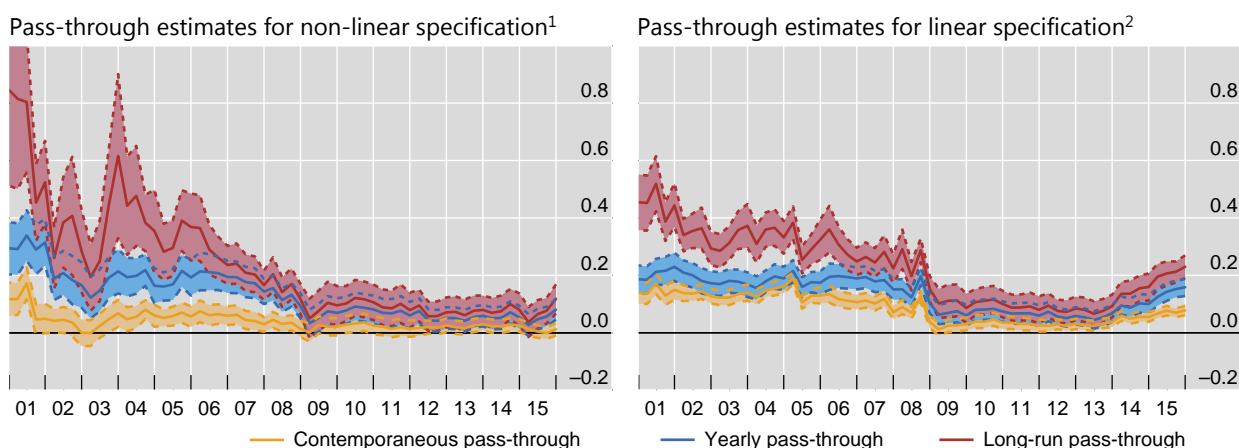 Pass-through estimates for non-linear specification¹
Pass-through estimates for linear specification²
0.8
0.6
0.4
0.2
0.0
–0.2
01 02 03 04 05 06 07 08 09 10 11 12 13 14 15
0.8
0.6
0.4
0.2
0.0
–0.2
01 02 03 04 05 06 07 08 09 10 11 12 13 14 15
Contemporaneous pass-through
Yearly pass-through
Long-run pass-through